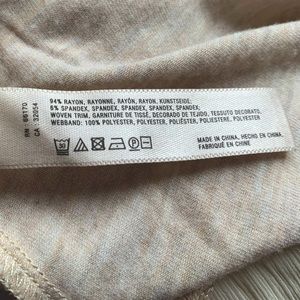 RN 66170
CA 32954
94% RAYON, RAYONNE, RAYÓN, RAYON, KUNSTSEIDE;
6% SPANDEX, SPANDEX, SPANDEX, SPANDEX, SPANDEX;
WOVEN TRIM, GARNITURE DE TISSÉ, DECORADO DE TEJIDO, TESSUTO DECORATO,
WEBBAND: 100% POLYESTER, POLYESTER, POLIÉSTER, POLIESTERE, POLYESTER
MADE IN CHINA, HECHO EN CHINA,
FABRIQUÉ EN CHINE